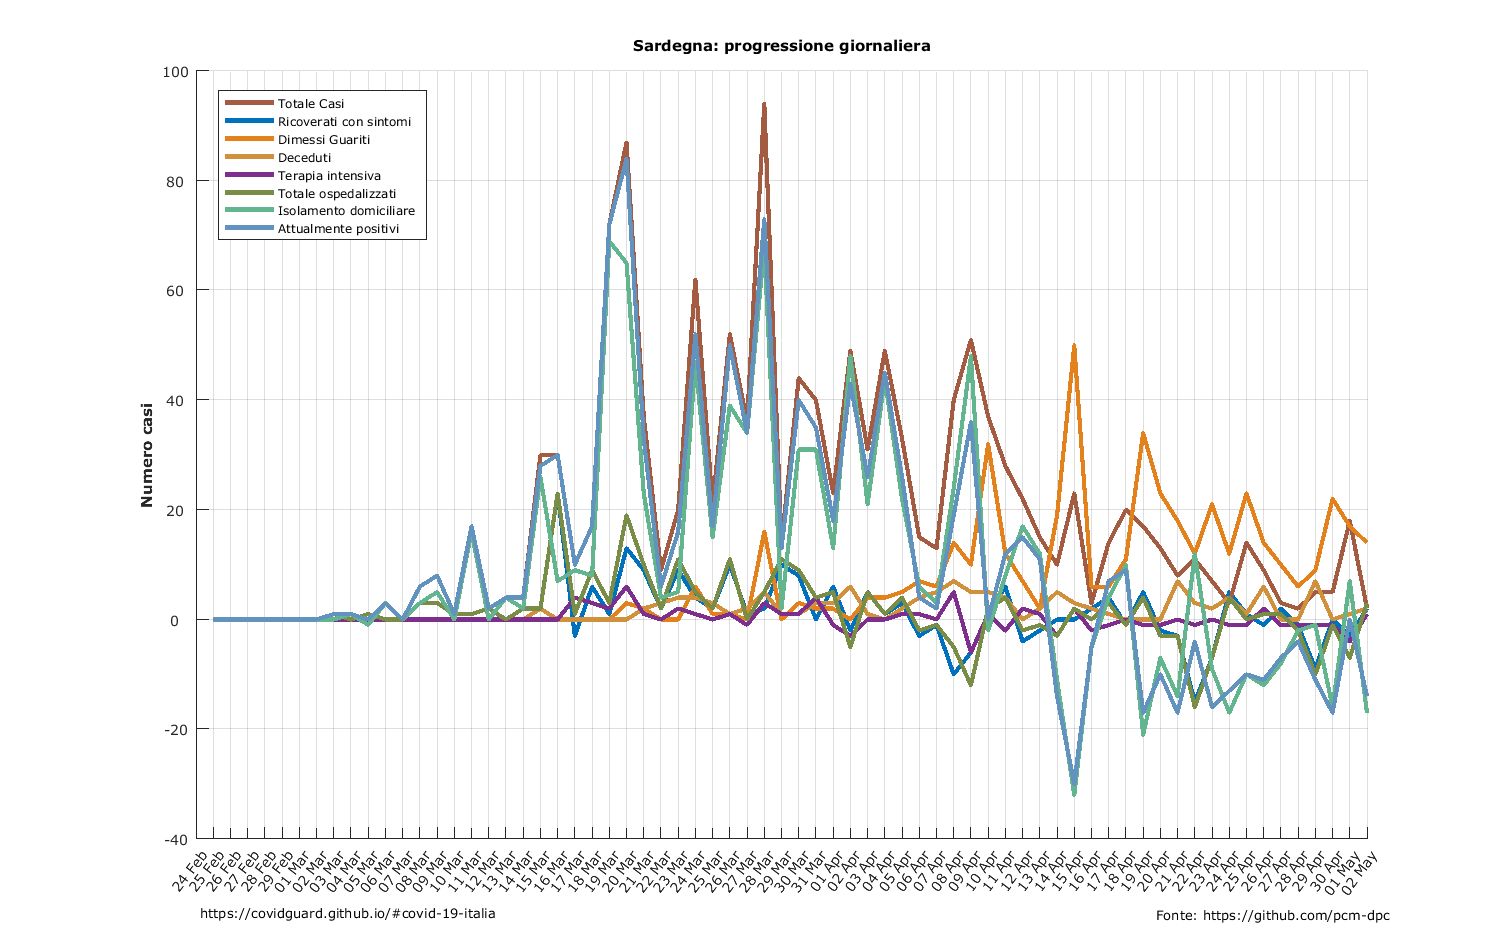 Sardegna: progressione giornaliera
100
80
60
40
20
0
-20
-40
Numero casi
Totale Casi
Ricoverati con sintomi
Dimessi Guariti
Deceduti
Terapia intensiva
Totale ospedalizzati
Isolamento domiciliare
Attualmente positivi
24 Feb
25 Feb
26 Feb
27 Feb
28 Feb
29 Feb
01 Mar
02 Mar
03 Mar
04 Mar
05 Mar
06 Mar
07 Mar
08 Mar
09 Mar
10 Mar
11 Mar
12 Mar
13 Mar
14 Mar
15 Mar
16 Mar
17 Mar
18 Mar
19 Mar
20 Mar
21 Mar
22 Mar
23 Mar
24 Mar
25 Mar
26 Mar
27 Mar
28 Mar
29 Mar
30 Mar
31 Mar
01 Apr
02 Apr
03 Apr
04 Apr
05 Apr
06 Apr
07 Apr
08 Apr
09 Apr
10 Apr
11 Apr
12 Apr
13 Apr
14 Apr
15 Apr
16 Apr
17 Apr
18 Apr
19 Apr
20 Apr
21 Apr
22 Apr
23 Apr
24 Apr
25 Apr
26 Apr
27 Apr
28 Apr
29 Apr
30 Apr
01 May
02 May
https://covidguard.github.io/#covid-19-italia
Fonte: https://github.com/pcm-dpc